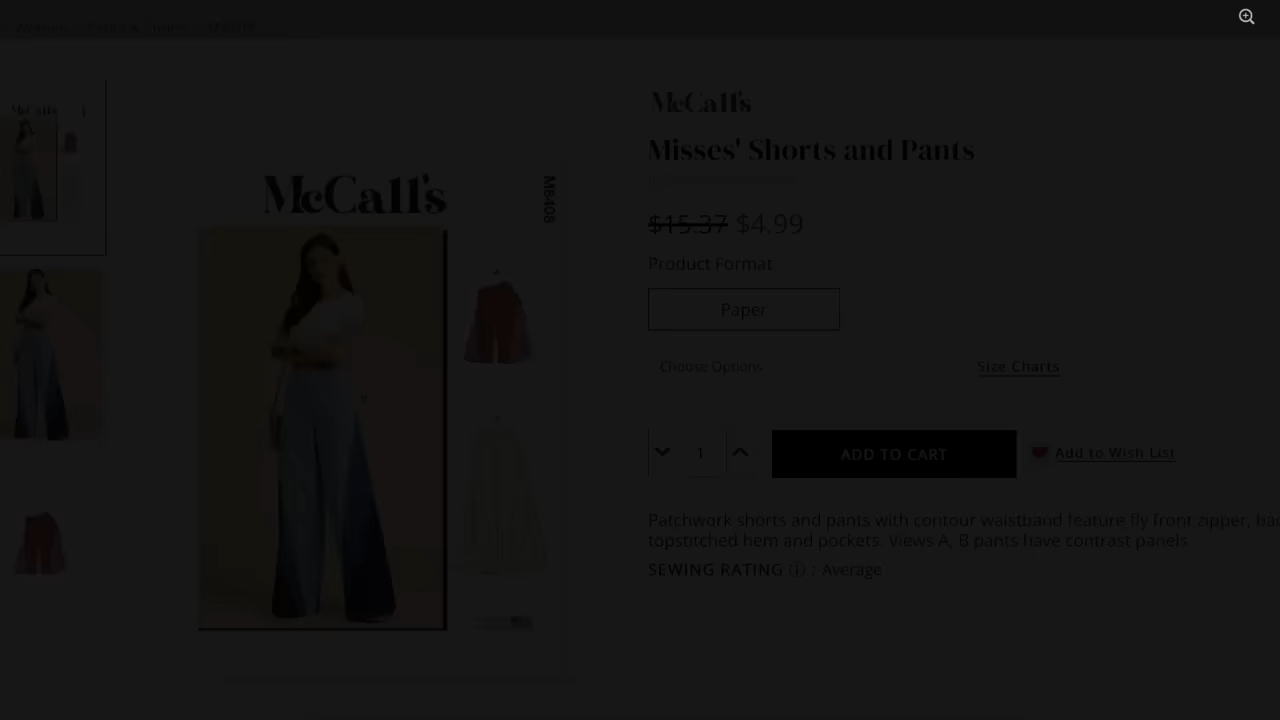 McCall's
McCall's
M8408
McCall's
Misses' Shorts and Pants
$15.37 $4.99
Product Format
Paper
Choose Options
Size Charts
1
ADD TO CART
Add to Wish List
Patchwork shorts and pants with contour waistband feature fly front zipper,
topstitched hem and pockets. Views A, B pants have contrast panels
SEWING RATING ⓘ : Average